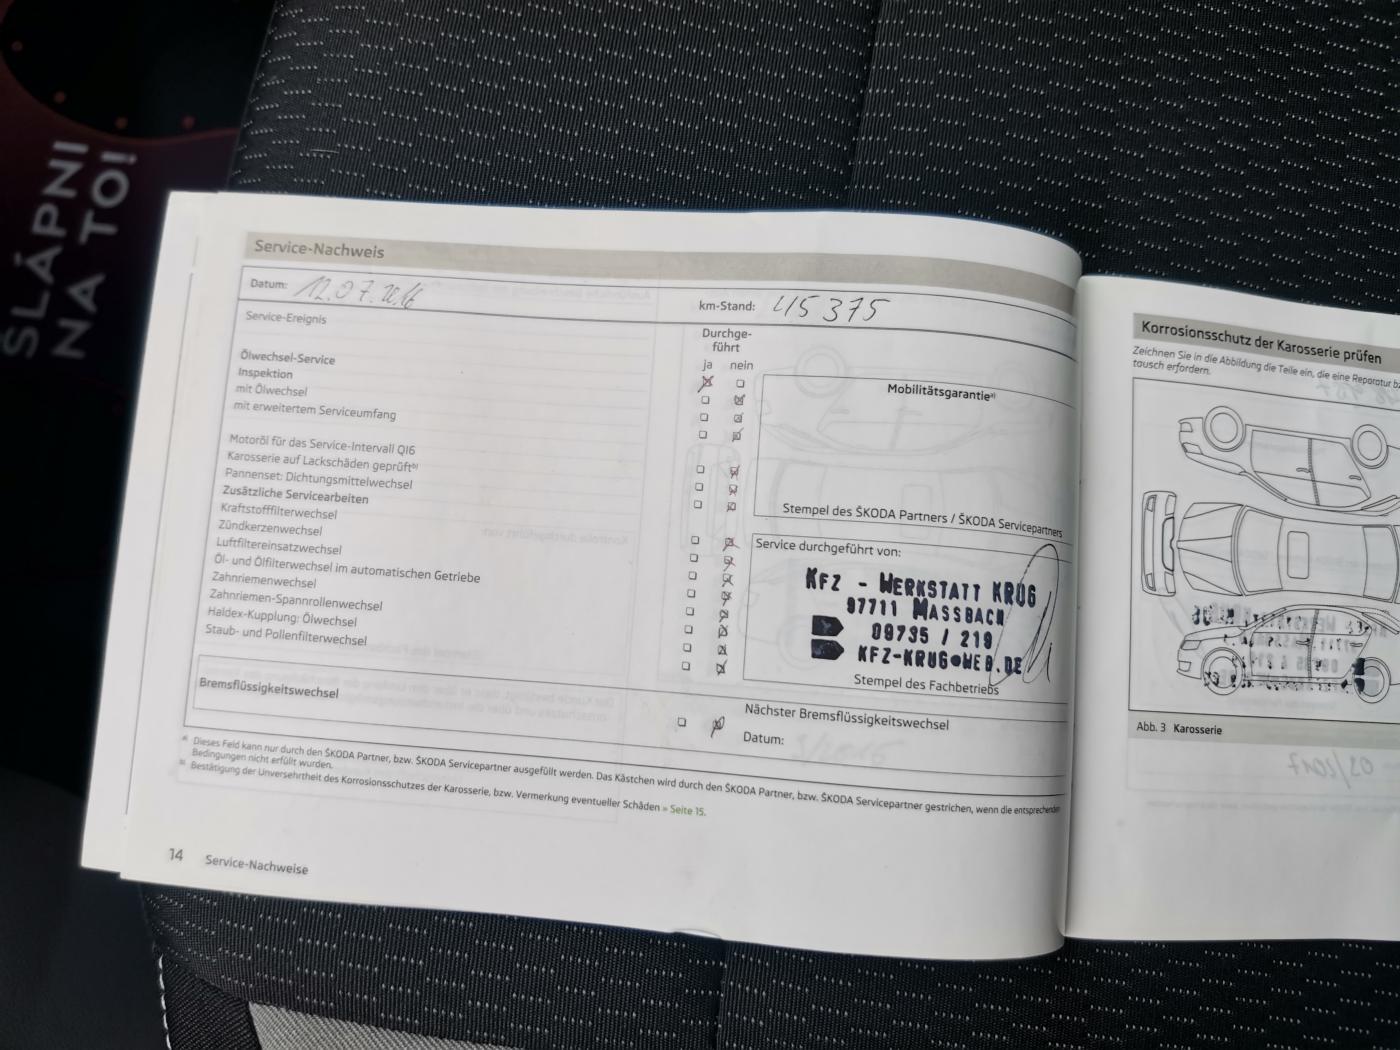 ŠLÁPNI
NA TO!
Service-Nachweis
Datum: 12.07.2016
km-Stand: 45 375
Service-Ereignis
Durchge-
führt
ja nein
Ölwechsel-Service
Inspektion
mit Ölwechsel
mit erweitertem Serviceumfang
Motoröl für das Service-Intervall QI6
Karosserie auf Lackschäden geprüft b)
Pannenset: Dichtungsmittelwechsel
Zusätzliche Servicearbeiten
Kraftstofffilterwechsel
Zündkerzenwechsel
Luftfiltereinsatzwechsel
Öl- und Ölfilterwechsel im automatischen Getriebe
Zahnriemenwechsel
Zahnriemen-Spannrollenwechsel
Haldex-Kupplung: Ölwechsel
Staub- und Pollenfilterwechsel
Bremsflüssigkeitswechsel
Mobilitätsgarantie a)
Stempel des ŠKODA Partners / ŠKODA Servicepartners
Service durchgeführt von:
KFZ - WERKSTATT KRUG
97711 MASSBACH
09735 / 219
KFZ-KRUG@WEB.DE
Stempel des Fachbetriebs
Nächster Bremsflüssigkeitswechsel
Datum:
a) Dieses Feld kann nur durch den ŠKODA Partner, bzw. ŠKODA Servicepartner ausgefüllt werden. Das Kästchen wird durch den ŠKODA Partner, bzw. ŠKODA Servicepartner gestrichen, wenn die entsprechenden
Bedingungen nicht erfüllt wurden.
b) Bestätigung der Unversehrtheit des Korrosionsschutzes der Karosserie, bzw. Vermerkung eventueller Schäden » Seite 15.
14 Service-Nachweise
Korrosionsschutz der Karosserie prüfen
Zeichnen Sie in die Abbildung die Teile ein, die eine Reparatur bz
tausch erfordern.
Abb. 3 Karosserie